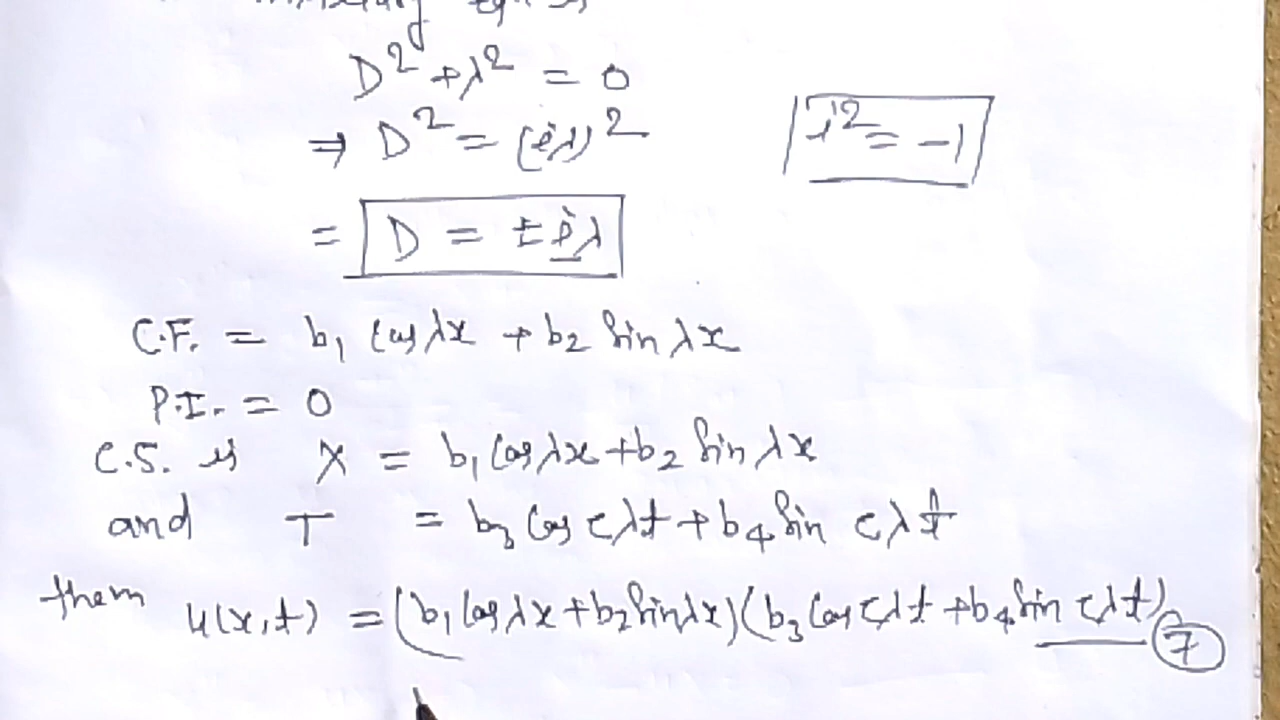 D² + λ² = 0
⇒ D² = (iλ)²
i² = -1
= D = ± iλ
C.F. = b₁ cos λx + b₂ sin λx
P.I. = 0
C.S. is X = b₁ cos λx + b₂ sin λx
and T = b₃ cos cλt + b₄ sin cλt
then u(x,t) = (b₁ cos λx + b₂ sin λx)(b₃ cos cλt + b₄ sin cλt) ⑦